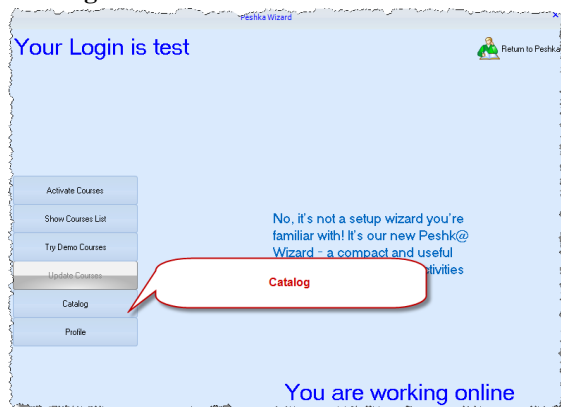 Peshka Wizard
Your Login is test
Return to Peshka
Activate Courses
Show Courses List
Try Demo Courses
Update Courses
Catalog
Profile
No, it's not a setup wizard you're
familiar with! It's our new Peshk@
Wizard - a compact and useful
Catalog
You are working online